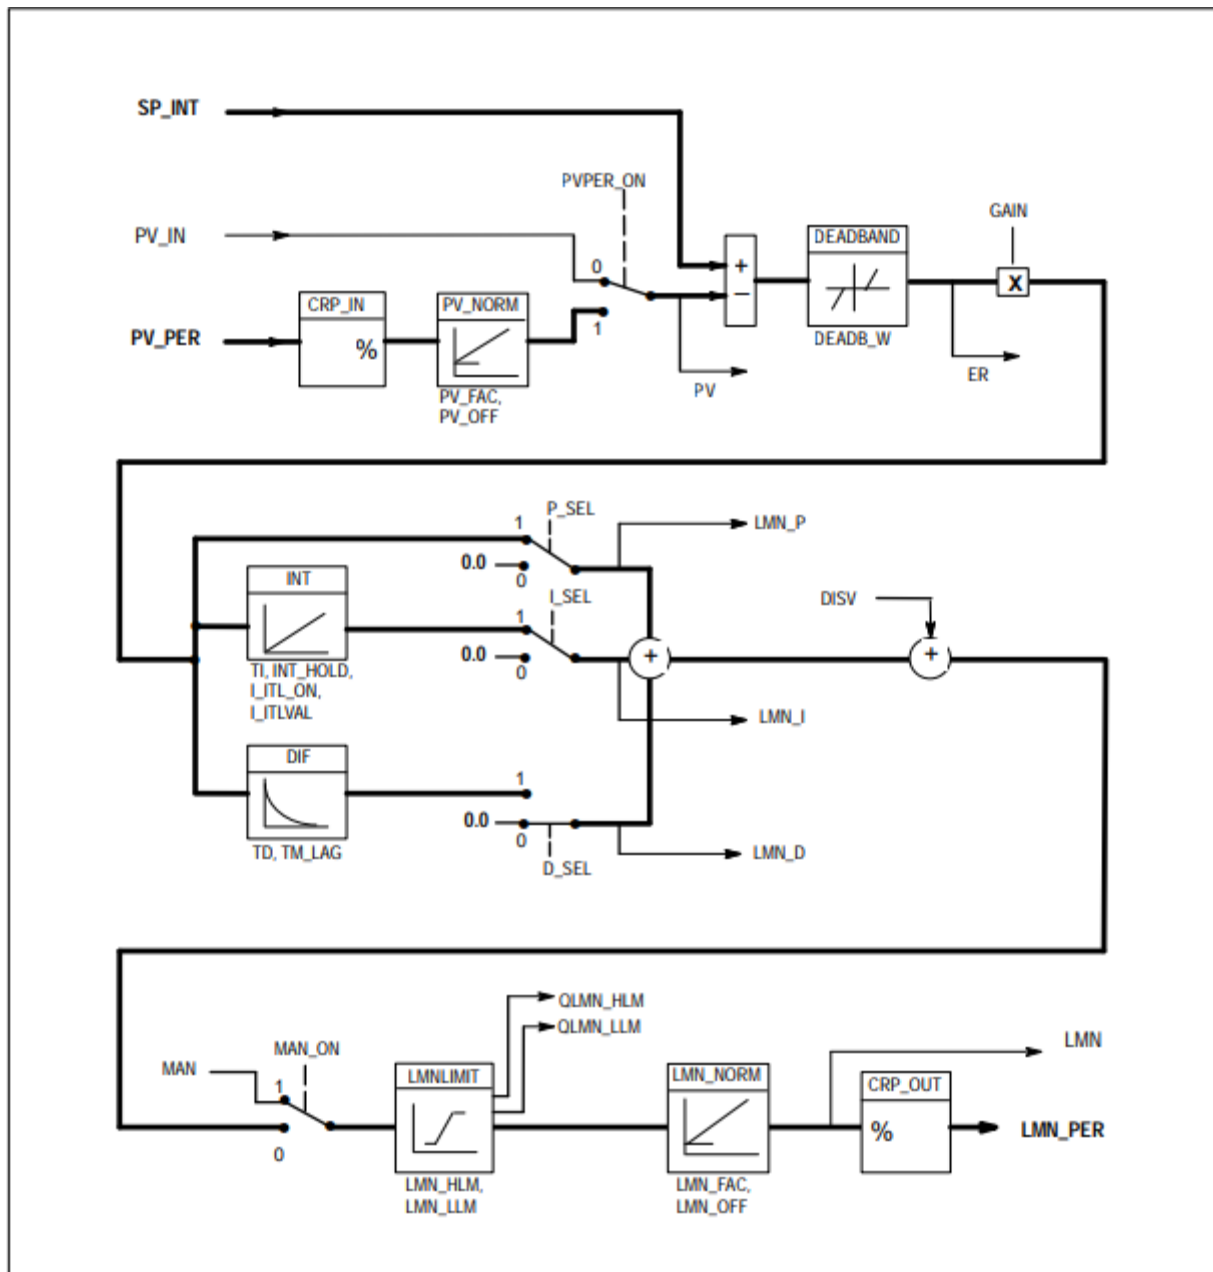 SP_INT
PVPER_ON
GAIN
PV_IN
DEADBAND
0
+
X
CRP_IN
PV_NORM
−
PV_PER
%
1
DEADB_W
ER
PV
PV_FAC,
PV_OFF
P_SEL
1
LMN_P
0.0
0
INT
I_SEL
DISV
1
0.0
+
+
0
TI, INT_HOLD,
I_ITL_ON,
I_ITLVAL
LMN_I
DIF
1
0.0
0
TD, TM_LAG
D_SEL
LMN_D
QLMN_HLM
QLMN_LLM
MAN_ON
LMN
MAN
LMNLIMIT
LMN_NORM
CRP_OUT
1
%
LMN_PER
0
LMN_HLM,
LMN_LLM
LMN_FAC,
LMN_OFF